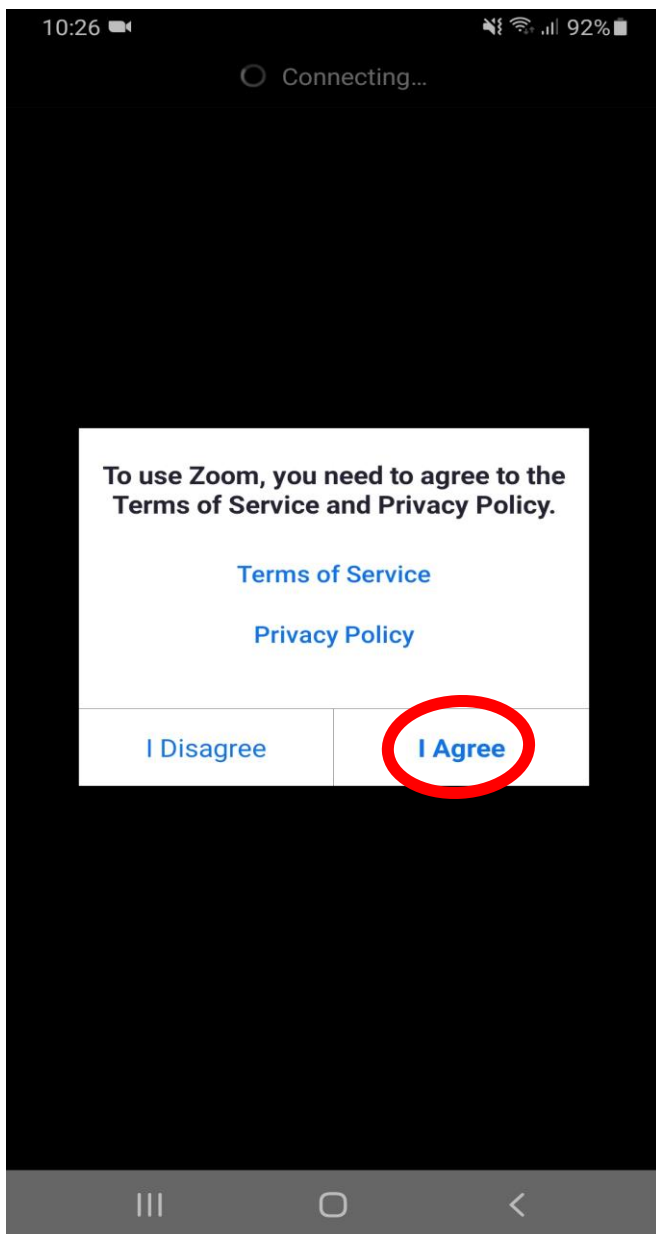 10:26 92%
Connecting...
To use Zoom, you need to agree to the
Terms of Service and Privacy Policy.
Terms of Service
Privacy Policy
I Disagree I Agree